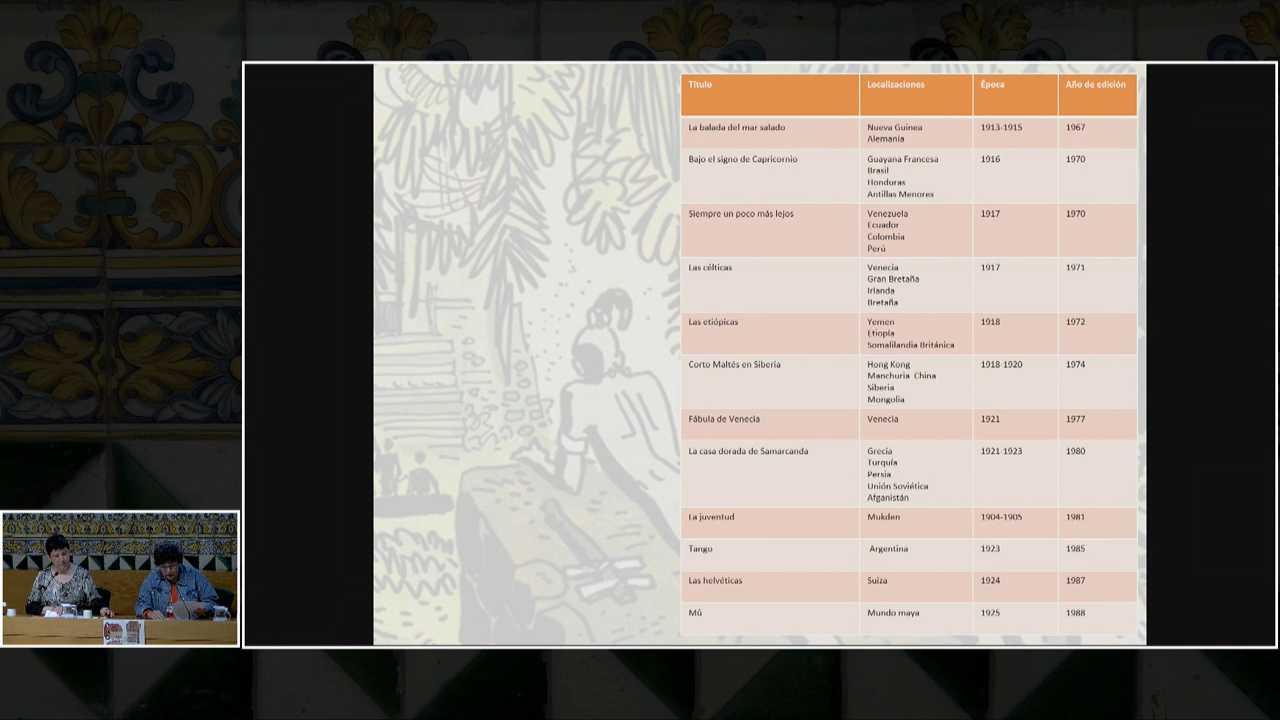 Título Localizaciones Época Año de edición
La balada del mar salado Nueva Guinea 1913-1915 1967
Alemania
Bajo el signo de Capricornio Guayana Francesa 1916 1970
Brasil
Honduras
Antillas Menores
Siempre un poco más lejos Venezuela 1917 1970
Ecuador
Colombia
Perú
Las célticas Venecia 1917 1971
Gran Bretaña
Irlanda
Bretaña
Las etiópicas Yemen 1918 1972
Etiopía
Somalilandia Británica
Corto Maltés en Siberia Hong Kong 1918-1920 1974
Manchuria China
Siberia
Mongolia
Fábula de Venecia Venecia 1921 1977
La casa dorada de Samarcanda Grecia 1921-1923 1980
Turquía
Persia
Unión Soviética
Afganistán
La juventud Mukden 1904-1905 1981
Tango Argentina 1923 1985
Las helvéticas Suiza 1924 1987
Mû Mundo maya 1925 1988